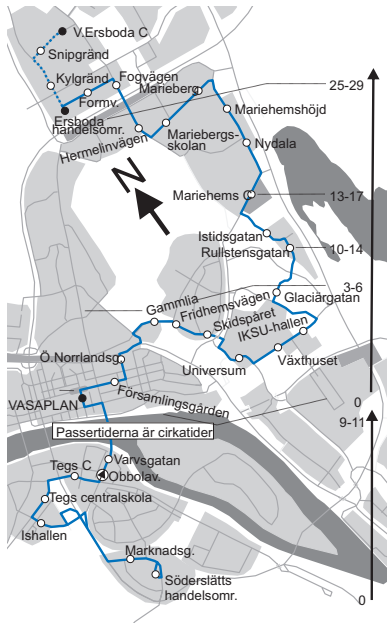 V.Ersboda C
Snipgränd
Kylgränd
Fogvägen
Marieberg
25-29
Formv.
Ersboda
handelsomr.
Mariehemshöjd
Mariebergs-
skolan
Hermelinvägen
Nydala
N
Mariehems
13-17
Istidsgatan
Rullstensgatan
10-14
3-6
Glaciärgatan
Gammlia
Fridhemsvägen
Skidspåret
IKSU-hallen
Ö.Norrlandsg.
Universum
Växthuset
Församlingsgården
VASAPLAN
0
9-11
Passertiderna är cirkatider
Varvsgatan
Tegs C
Obbolav.
Tegs centralskola
Ishallen
Marknadsg.
Söderslätts
handelsomr.
0